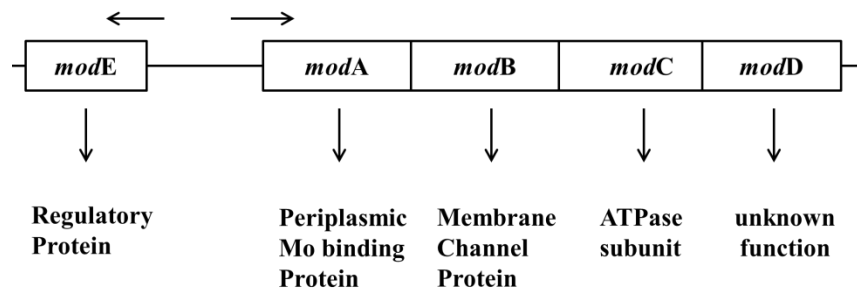 modE modA modB modC modD
Regulatory
Protein
Periplasmic
Mo binding
Protein
Membrane
Channel
Protein
ATPase
subunit
unknown
function